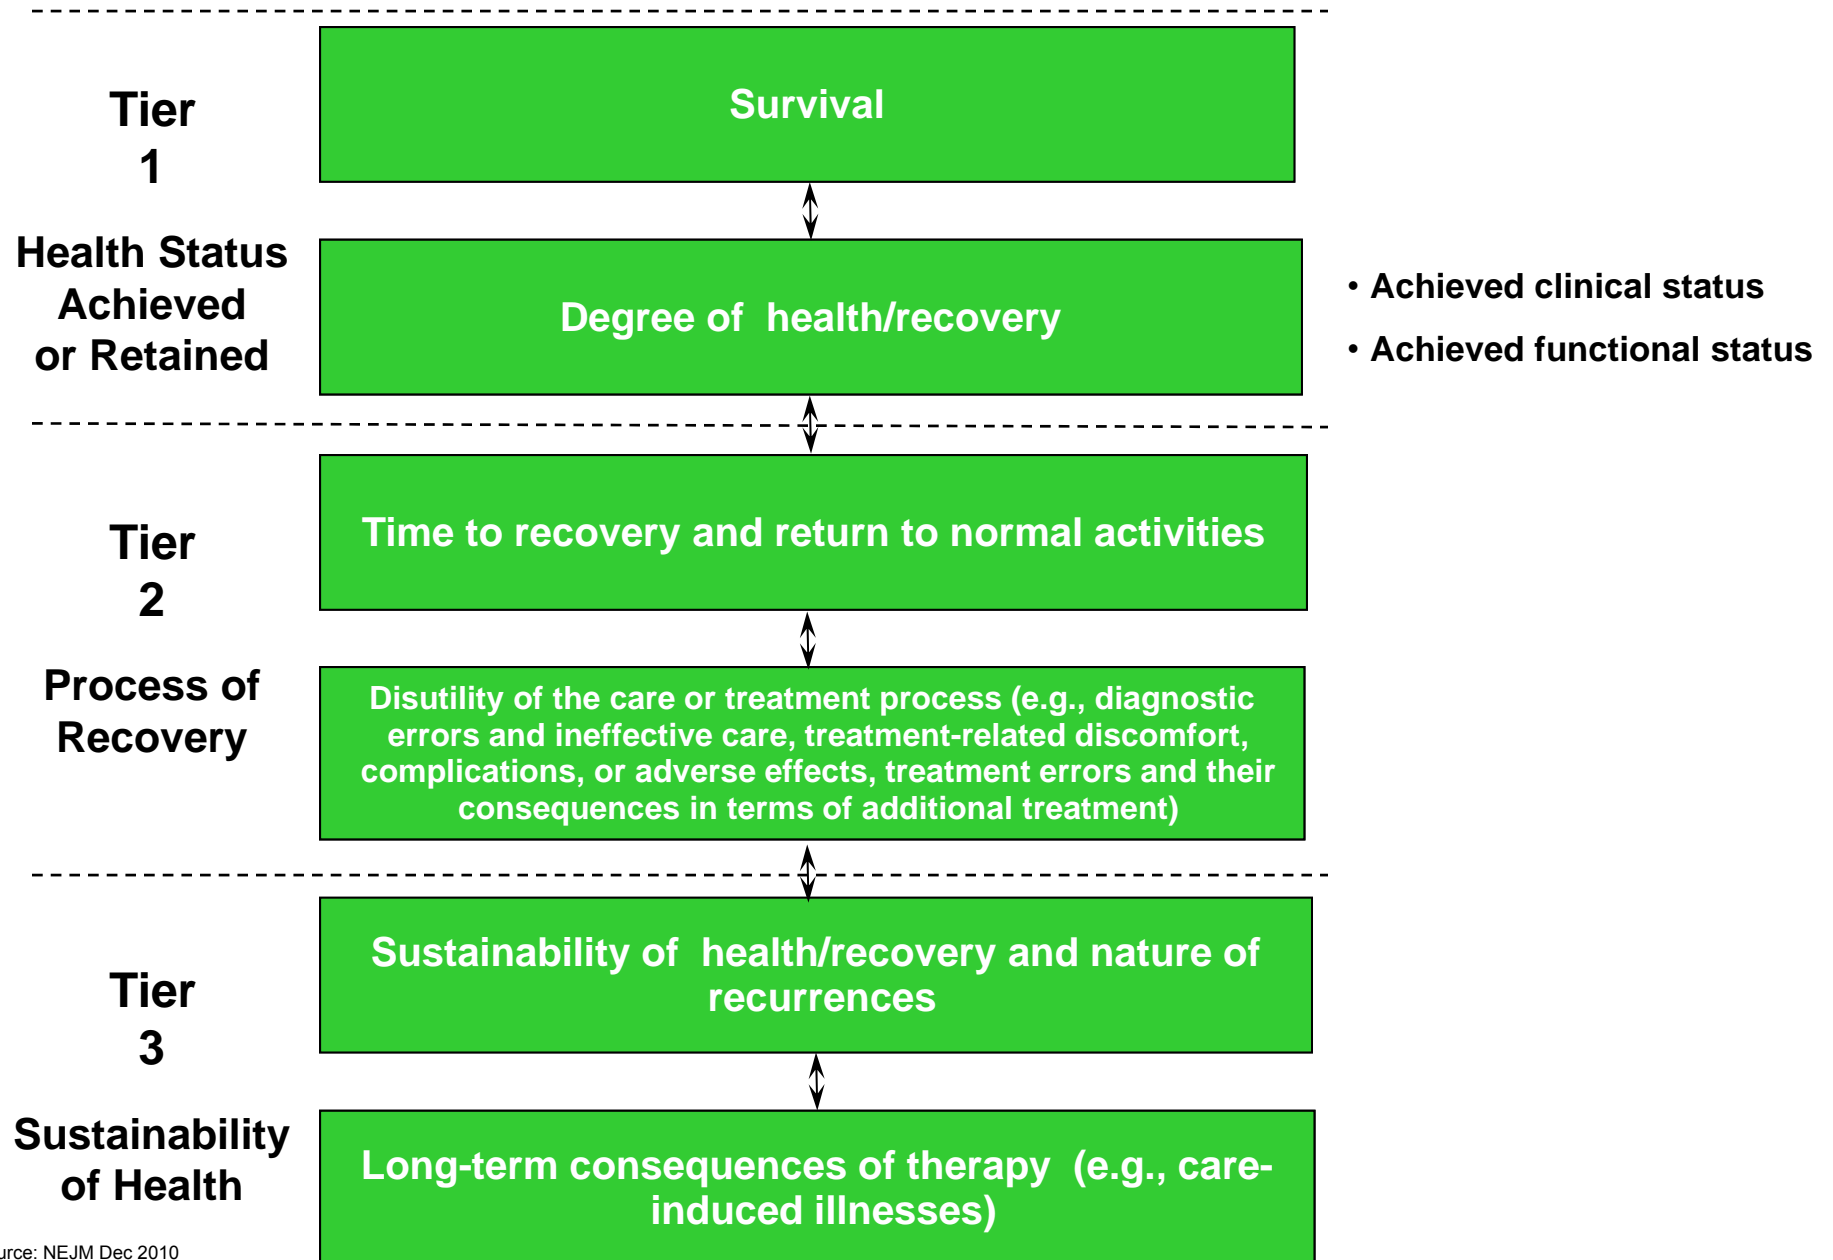 Tier
1
Health Status
Achieved
or Retained
Survival
Degree of health/recovery
• Achieved clinical status
• Achieved functional status
Tier
2
Process of
Recovery
Time to recovery and return to normal activities
Disutility of the care or treatment process (e.g., diagnostic
errors and ineffective care, treatment-related discomfort,
complications, or adverse effects, treatment errors and their
consequences in terms of additional treatment)
Tier
3
Sustainability
of Health
Sustainability of health/recovery and nature of
recurrences
Long-term consequences of therapy (e.g., care-
induced illnesses)
urce: NEJM Dec 2010